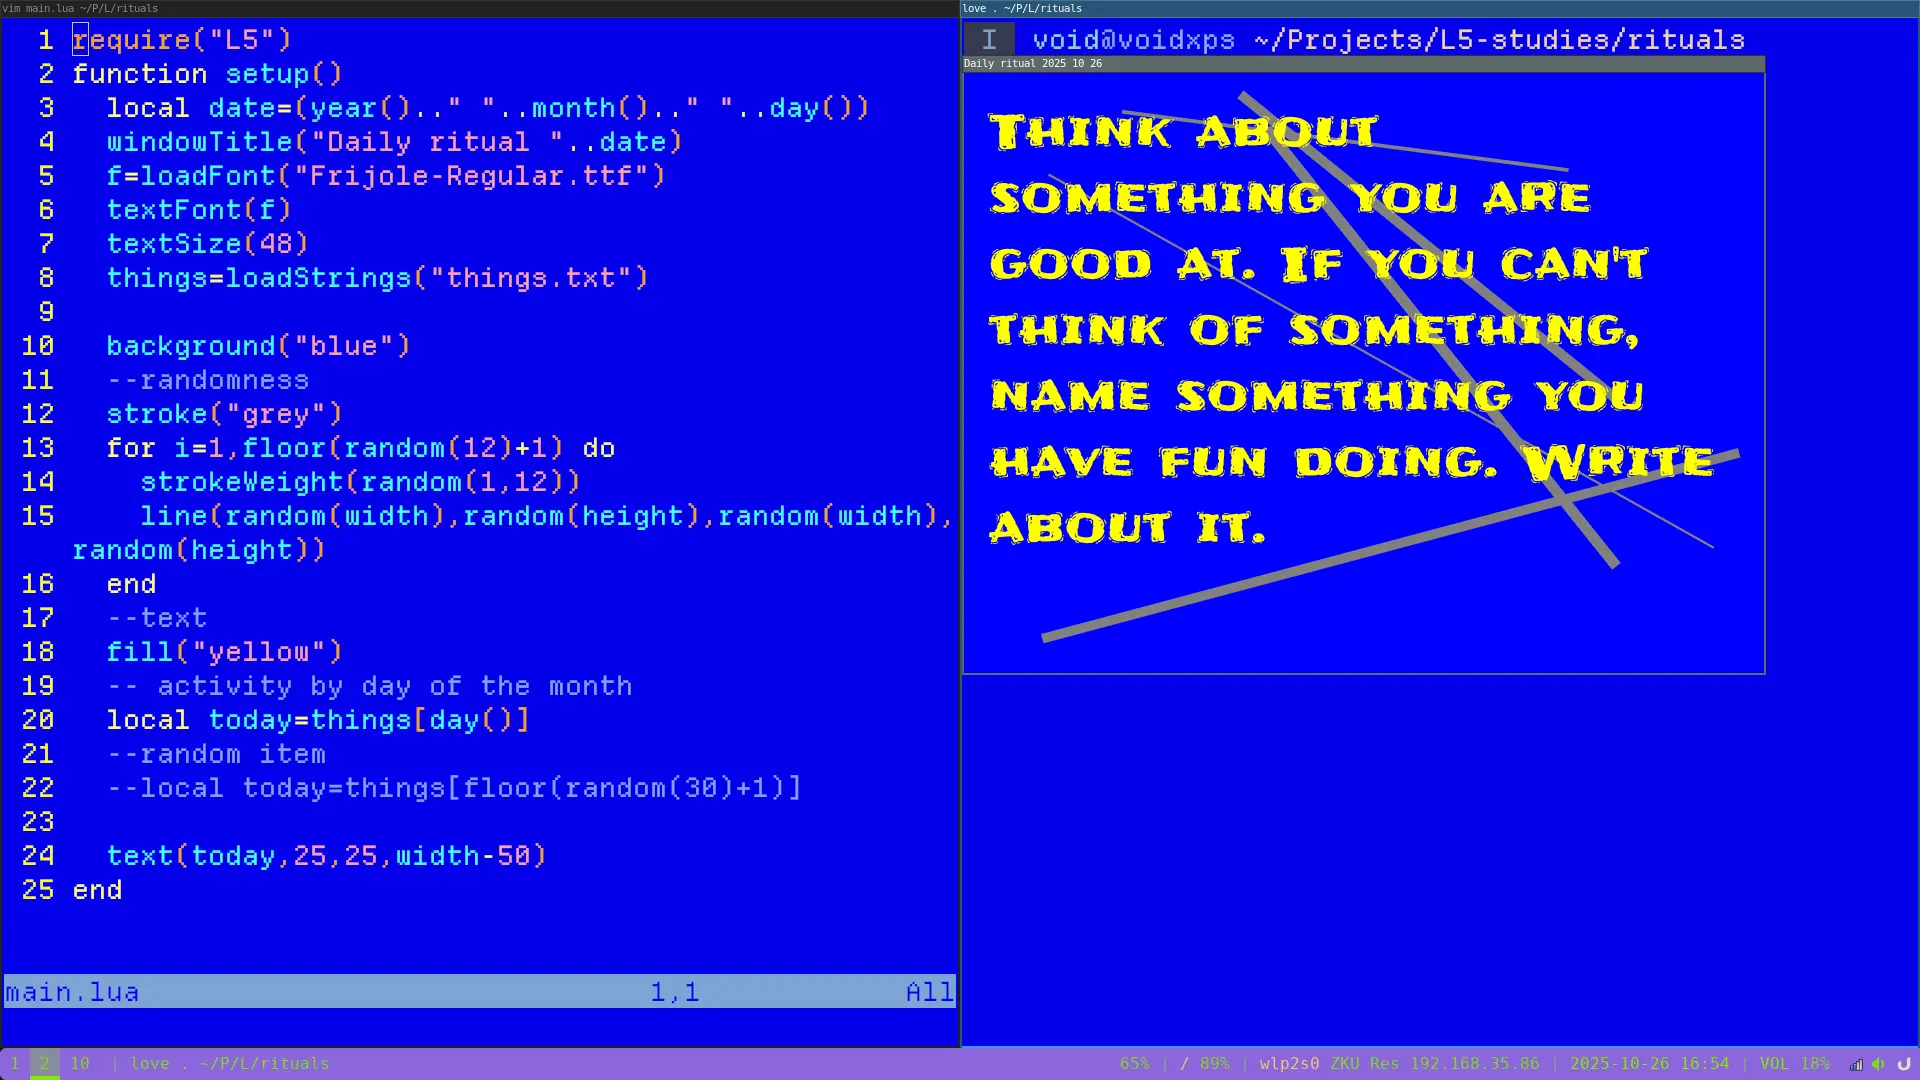 vim main.lua ~/P/L/rituals
1 require("L5")
2 function setup()
3   local date=(year().." "..month().." "..day())
4   windowTitle("Daily ritual "..date)
5   f=loadFont("Frijole-Regular.ttf")
6   textFont(f)
7   textSize(48)
8   things=loadStrings("things.txt")
9
10   background("blue")
11   --randomness
12   stroke("grey")
13   for i=1,floor(random(12)+1) do
14     strokeWeight(random(1,12))
15     line(random(width),random(height),random(width),
random(height))
16   end
17   --text
18   fill("yellow")
19   -- activity by day of the month
20   local today=things[day()]
21   --random item
22   --local today=things[floor(random(30)+1)]
23
24   text(today,25,25,width-50)
25 end
main.lua 1,1 All
love . ~/P/L/rituals
I void@voidxps ~/Projects/L5-studies/rituals
Daily ritual 2025 10 26
Think about
something you are
good at. If you can't
think of something,
name something you
have fun doing. Write
about it.
1 2 10 | love . ~/P/L/rituals 65% | / 89% | wlp2s0 ZKU Res 192.168.35.86 | 2025-10-26 16:54 | VOL 18%